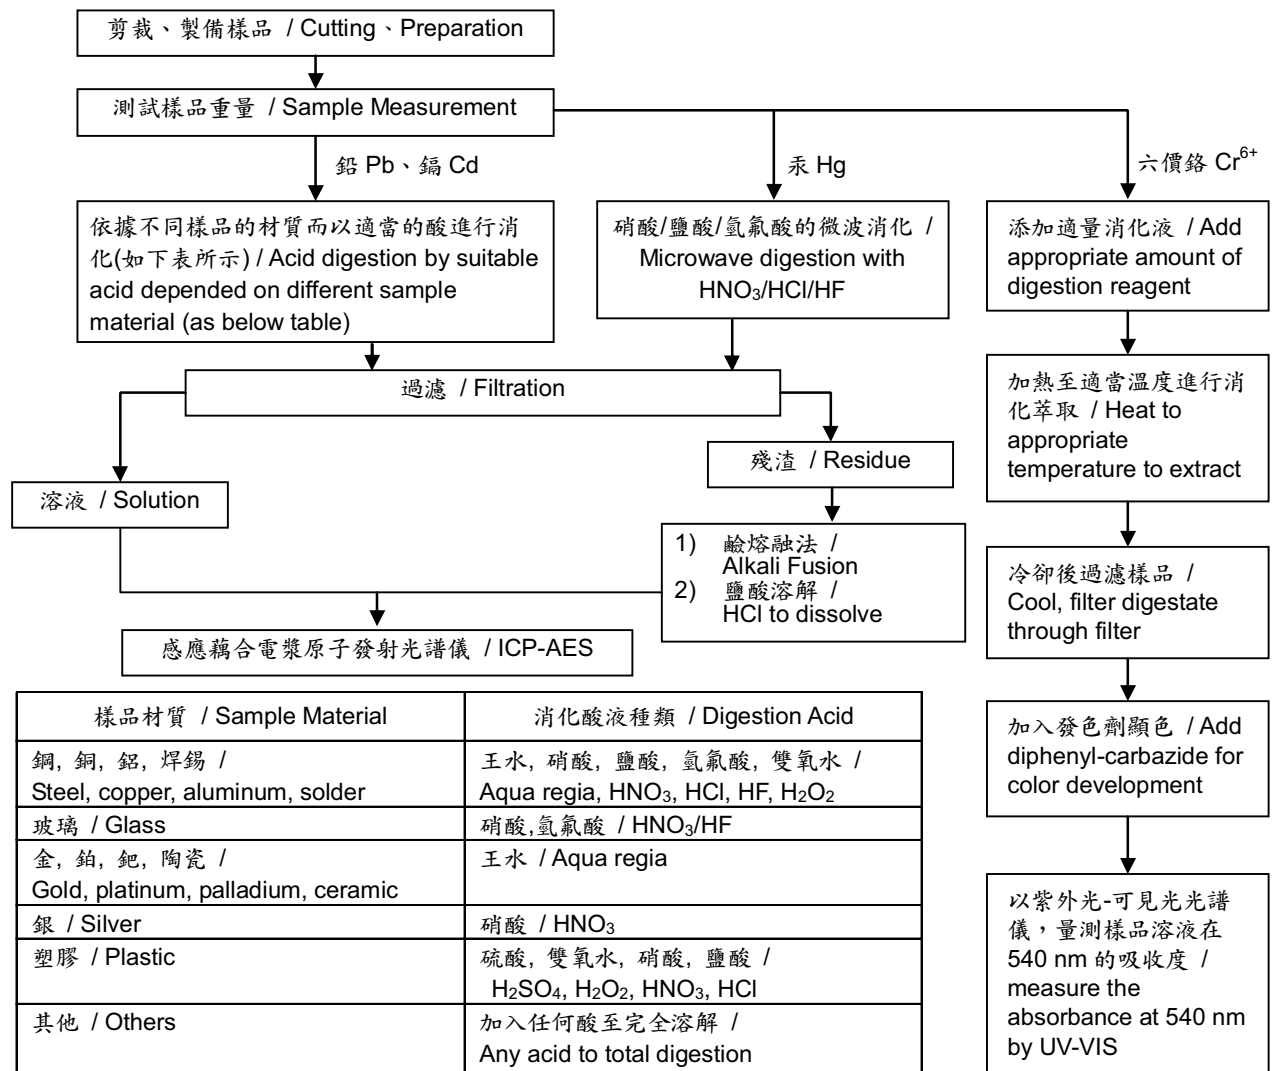 剪裁、製備樣品 / Cutting、Preparation
測試樣品重量 / Sample Measurement
鉛 Pb、鎘 Cd
汞 Hg
六價鉻 Cr⁶⁺
依據不同樣品的材質而以適當的酸進行消
化(如下表所示) / Acid digestion by suitable
acid depended on different sample
material (as below table)
硝酸/鹽酸/氫氟酸的微波消化 /
Microwave digestion with
HNO₃/HCl/HF
添加適量消化液 / Add
appropriate amount of
digestion reagent
過濾 / Filtration
加熱至適當溫度進行消
化萃取 / Heat to
appropriate
temperature to extract
溶液 / Solution
殘渣 / Residue
1) 鹼熔融法 /
Alkali Fusion
2) 鹽酸溶解 /
HCl to dissolve
冷卻後過濾樣品 /
Cool, filter digestate
through filter
感應藕合電漿原子發射光譜儀 / ICP-AES
加入發色劑顯色 / Add
diphenyl-carbazide for
color development
以紫外光-可見光光譜
儀，量測樣品溶液在
540 nm 的吸收度 /
measure the
absorbance at 540 nm
by UV-VIS
樣品材質 / Sample Material
消化酸液種類 / Digestion Acid
鋼, 銅, 鋁, 焊錫 /
Steel, copper, aluminum, solder
王水, 硝酸, 鹽酸, 氫氟酸, 雙氧水 /
Aqua regia, HNO₃, HCl, HF, H₂O₂
玻璃 / Glass
硝酸,氫氟酸 / HNO₃/HF
金, 鉑, 鈀, 陶瓷 /
Gold, platinum, palladium, ceramic
王水 / Aqua regia
銀 / Silver
硝酸 / HNO₃
塑膠 / Plastic
硫酸, 雙氧水, 硝酸, 鹽酸 /
H₂SO₄, H₂O₂, HNO₃, HCl
其他 / Others
加入任何酸至完全溶解 /
Any acid to total digestion